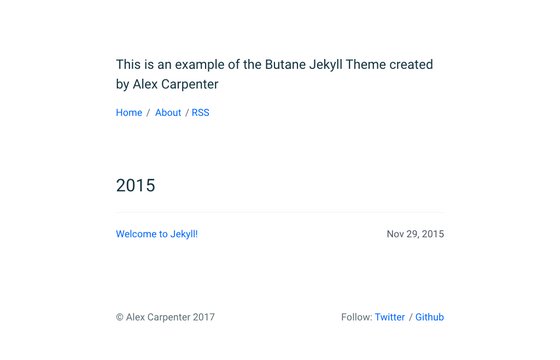 This is an example of the Butane Jekyll Theme created
by Alex Carpenter
Home / About / RSS
2015
Welcome to Jekyll! Nov 29, 2015
© Alex Carpenter 2017 Follow: Twitter / Github